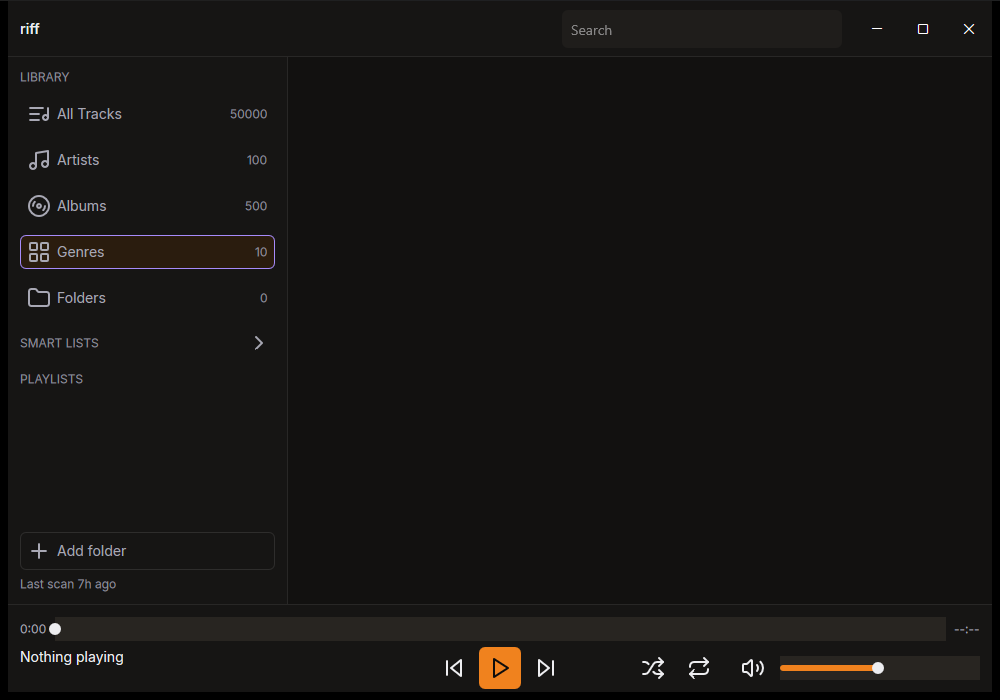 riff
Search
LIBRARY
All Tracks 50000
Artists 100
Albums 500
Genres 10
Folders 0
SMART LISTS
PLAYLISTS
Add folder
Last scan 7h ago
0:00 --:--
Nothing playing